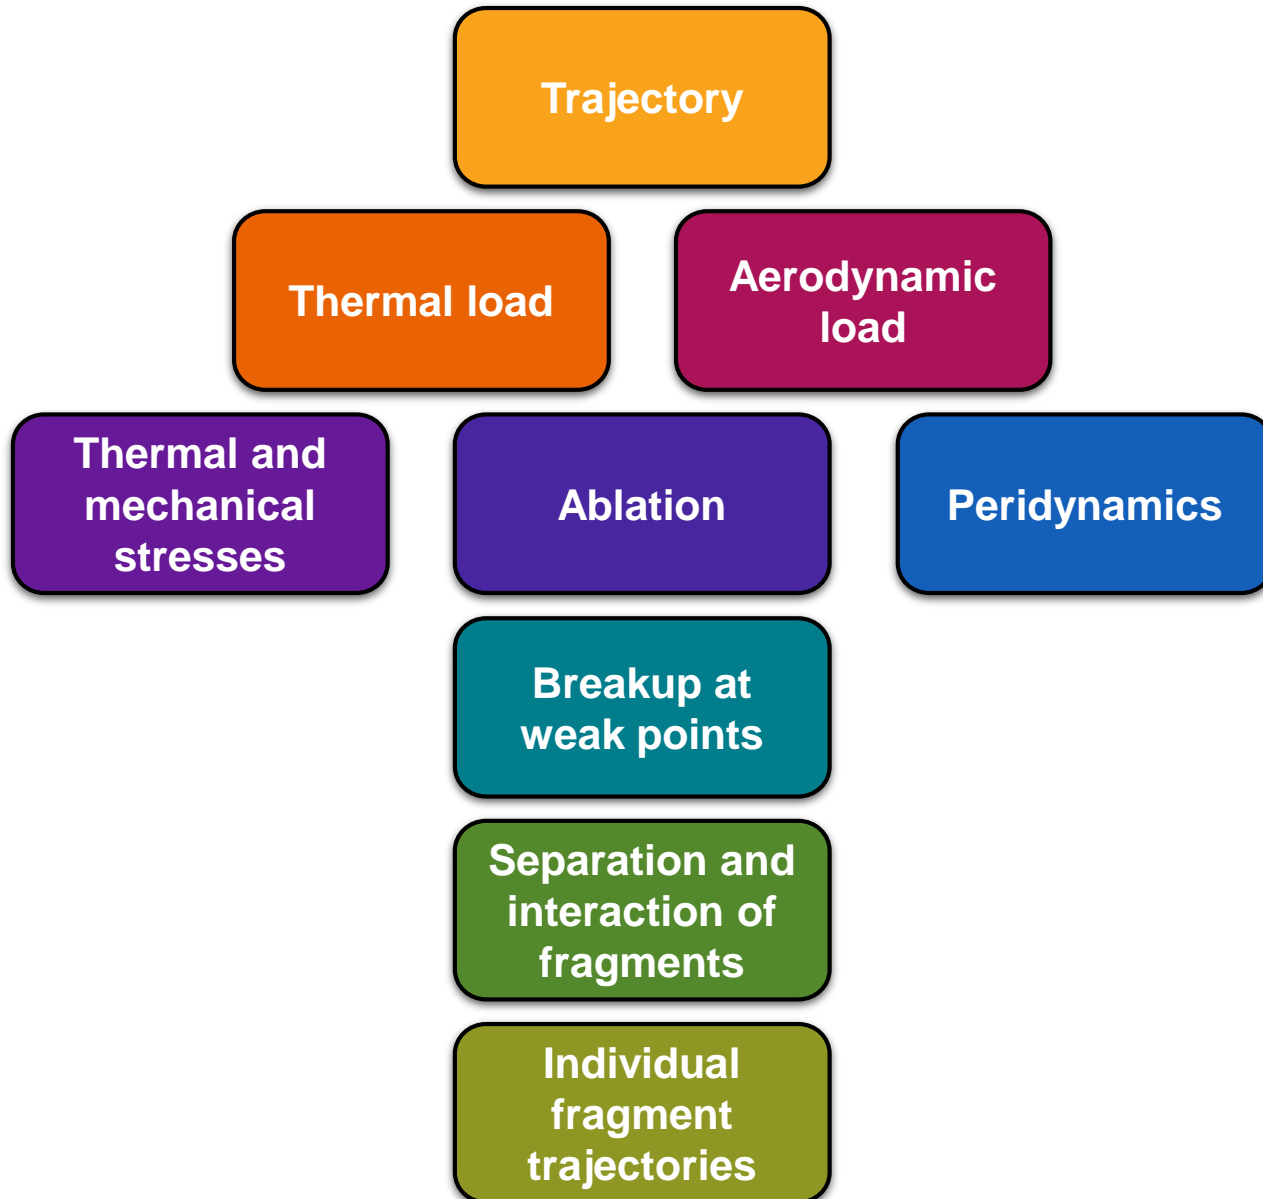 Trajectory
Thermal load
Aerodynamic
load
Thermal and
mechanical
stresses
Ablation
Peridynamics
Breakup at
weak points
Separation and
interaction of
fragments
Individual
fragment
trajectories